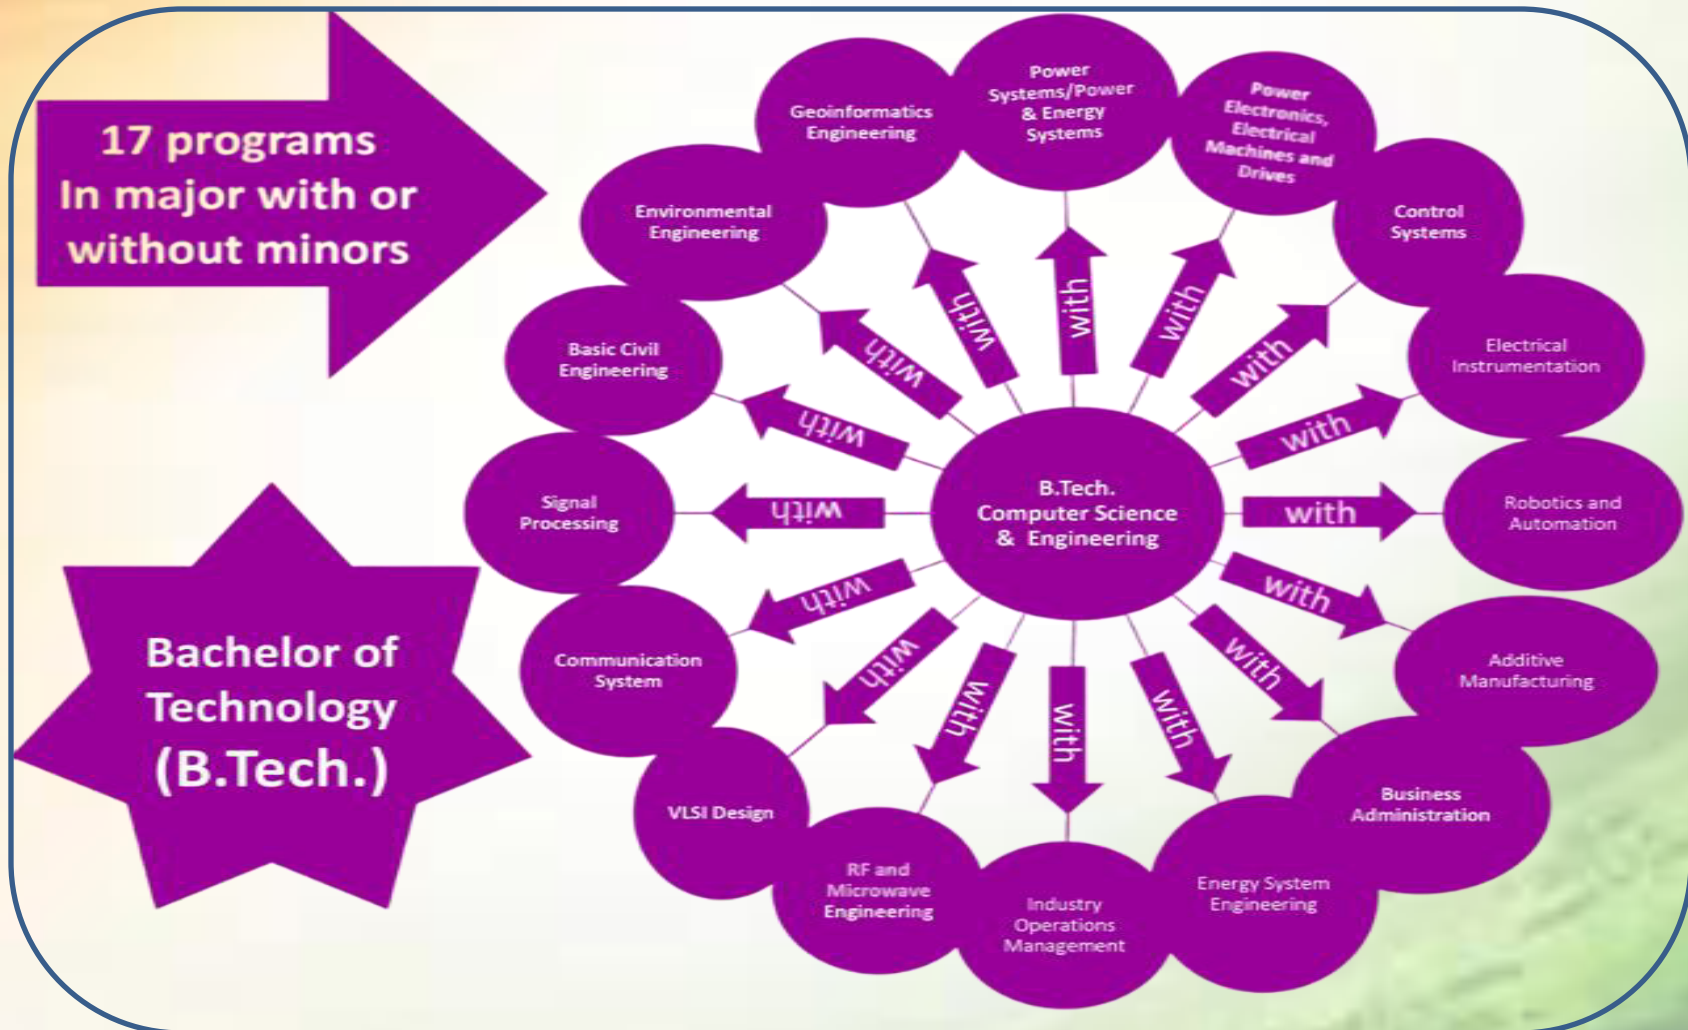 17 programs
In major with or
without minors
Bachelor of
Technology
(B.Tech.)
B.Tech.
Computer Science
& Engineering
with
Power
Systems/Power
& Energy
Systems
with
Power
Electronics,
Electrical
Machines and
Drives
with
Control
Systems
with
Electrical
Instrumentation
with
Robotics and
Automation
with
Additive
Manufacturing
with
Business
Administration
with
Energy System
Engineering
with
Industry
Operations
Management
with
RF and
Microwave
Engineering
with
VLSI Design
with
Communication
System
with
Signal
Processing
with
Basic Civil
Engineering
with
Environmental
Engineering
with
Geoinformatics
Engineering